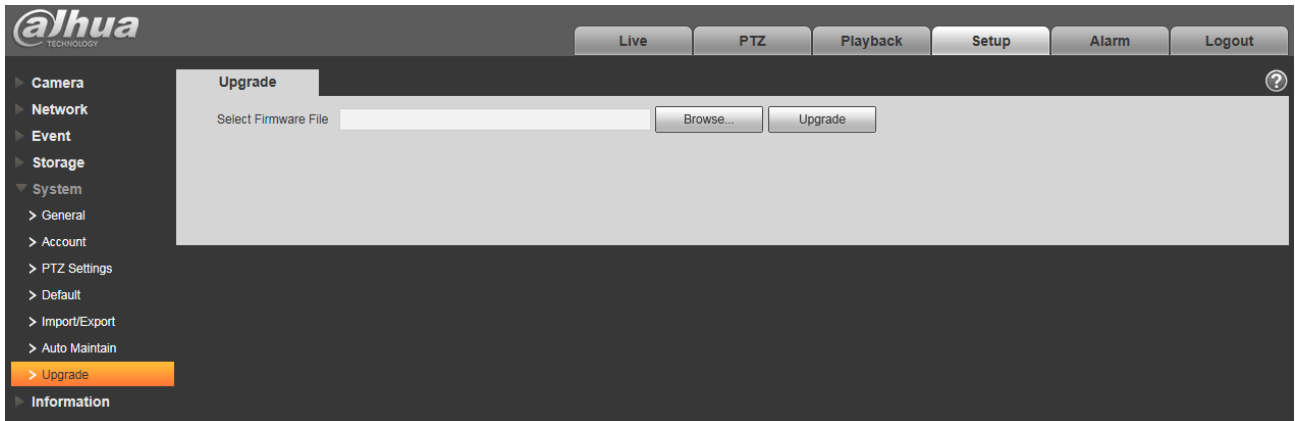 alhua
TECHNOLOGY
Live PTZ Playback Setup Alarm Logout
Camera
Network
Event
Storage
System
> General
> Account
> PTZ Settings
> Default
> Import/Export
> Auto Maintain
> Upgrade
Information
Upgrade
?
Select Firmware File Browse... Upgrade